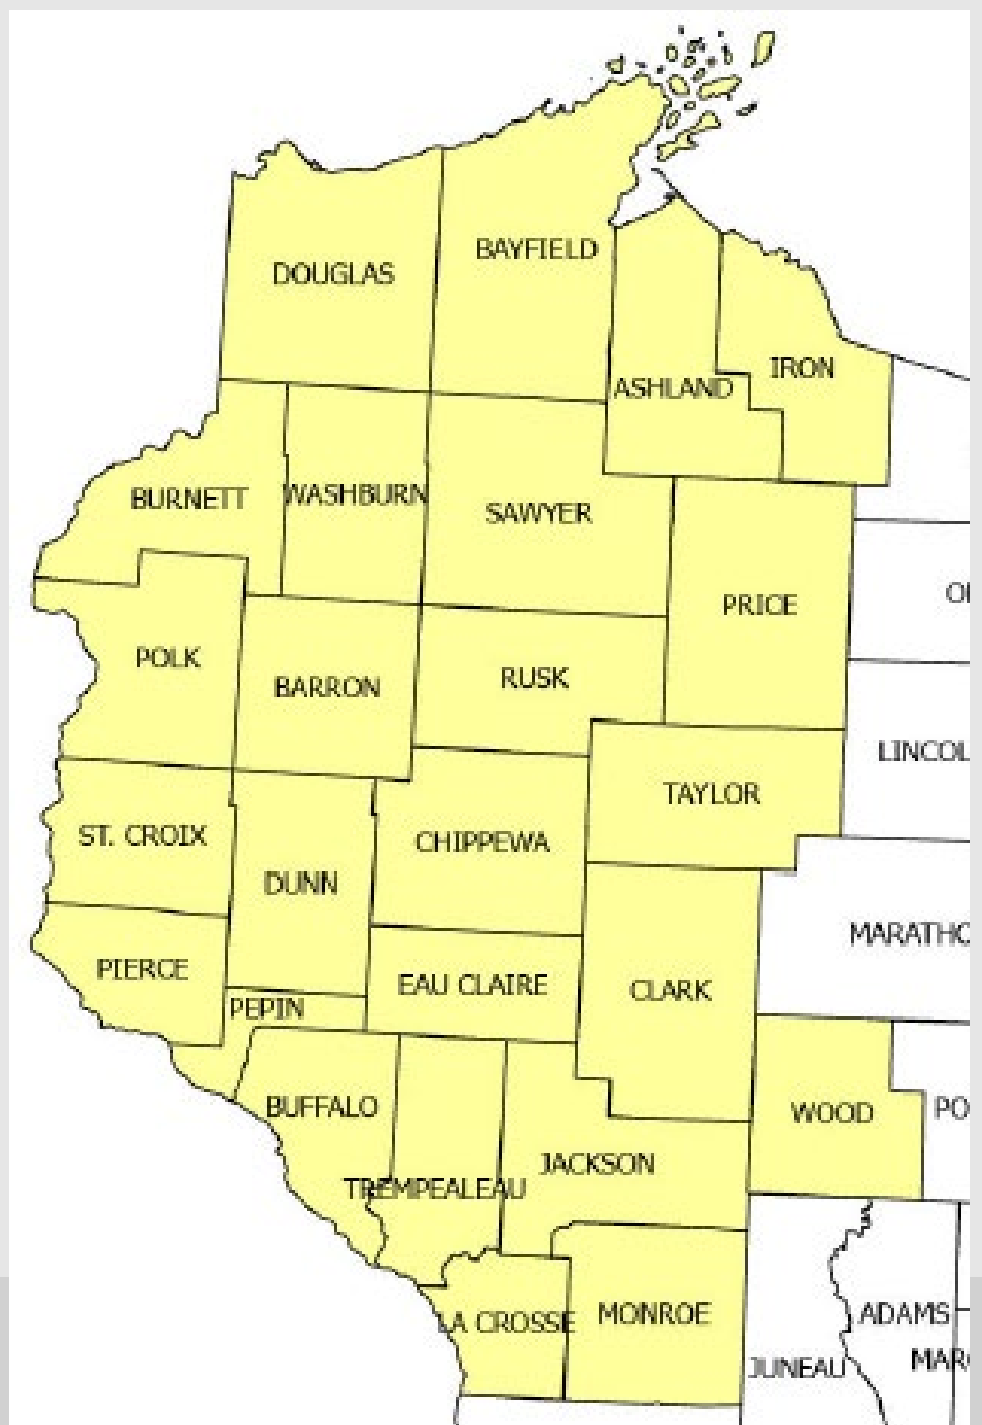 BAYFIELD
DOUGLAS
IRON
ASHLAND
BURNETT
WASHBURN
SAWYER
PRICE
POLK
BARRON
RUSK
LINCOL
TAYLOR
ST. CROIX
CHIPPEWA
DUNN
MARATHO
PIERCE
EAU CLAIRE
CLARK
PEPIN
BUFFALO
WOOD
PO
JACKSON
TREMPEALEAU
LA CROSSE
MONROE
ADAMS
JUNEAU
MAR